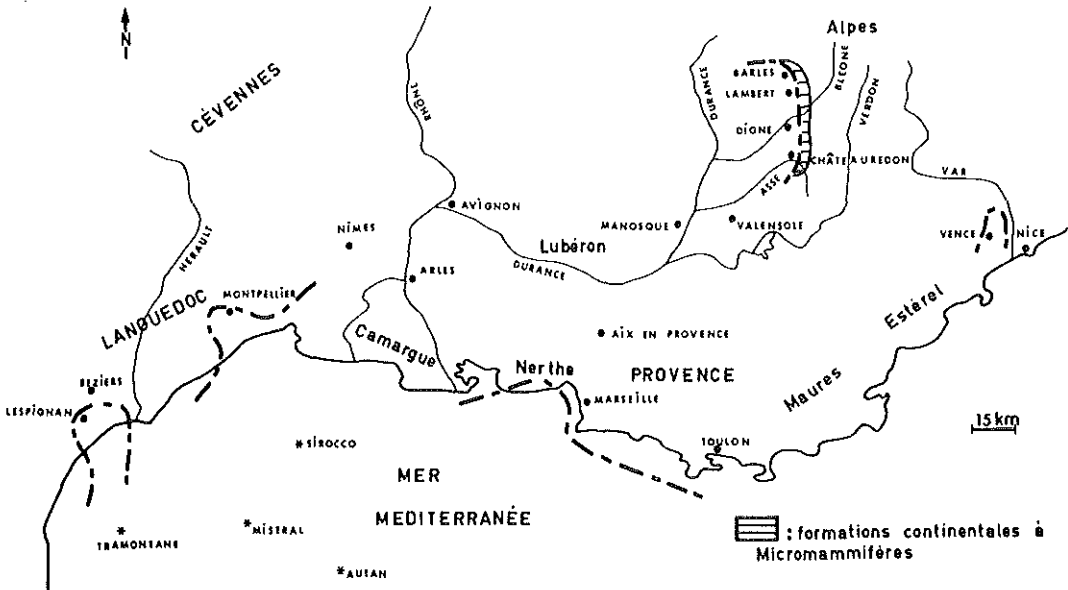 N
Alpes
BARLES
LAMBERT
BLEONE
DURANCE
VERDON
DIGNE
CHÂTEAUREDON
ASSE
CÉVENNES
RHÔNE
VAR
AVIGNON
MANOSQUE
VALENSOLE
VENCE
NICE
NÎMES
Lubéron
DURANCE
HERAULT
ARLES
LANGUEDOC
MONTPELLIER
Camargue
AIX EN PROVENCE
Estérel
Nerthe
PROVENCE
Maures
BEZIERS
LESPIGNAN
MARSEILLE
15 km
SIROCCO
TOULON
MER
MEDITERRANÉE
TRAMONTANE
MISTRAL
AUTAN
: formations continentales à
Micromammifères